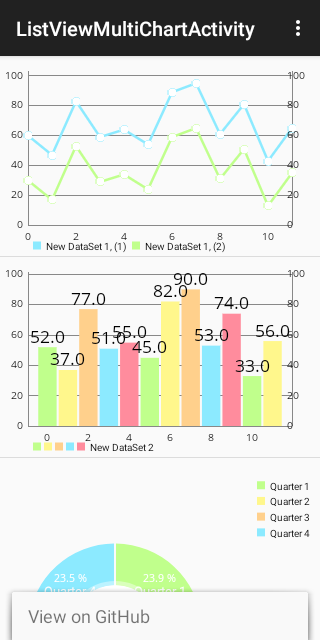 ListViewMultiChartActivity
100 100
80 80
60 60
40 40
20 20
0 0
0 2 4 6 8 10
New DataSet 1, (1) New DataSet 1, (2)
100 100
80 80
60 60
40 40
20 20
0 0
52.0 37.0 77.0 51.0 55.0 45.0 82.0 90.0 53.0 74.0 33.0 56.0
0 2 4 6 8 10
New DataSet 2
Quarter 1
Quarter 2
Quarter 3
Quarter 4
23.5 % 23.9 %
Quarter 4 Quarter 1
View on GitHub